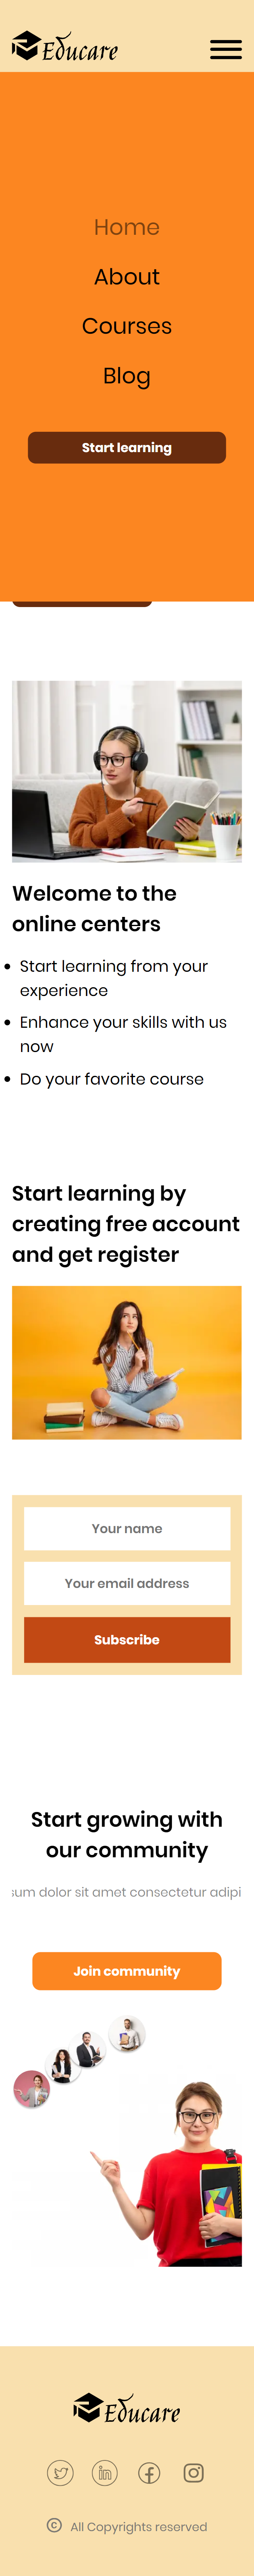 Educare
Home
About
Courses
Blog
Start learning
Welcome to the
online centers
Start learning from your
experience
Enhance your skills with us
now
Do your favorite course
Start learning by
creating free account
and get register
Your name
Your email address
Subscribe
Start growing with
our community
sum dolor sit amet consectetur adipi
Join community
Educare
© All Copyrights reserved